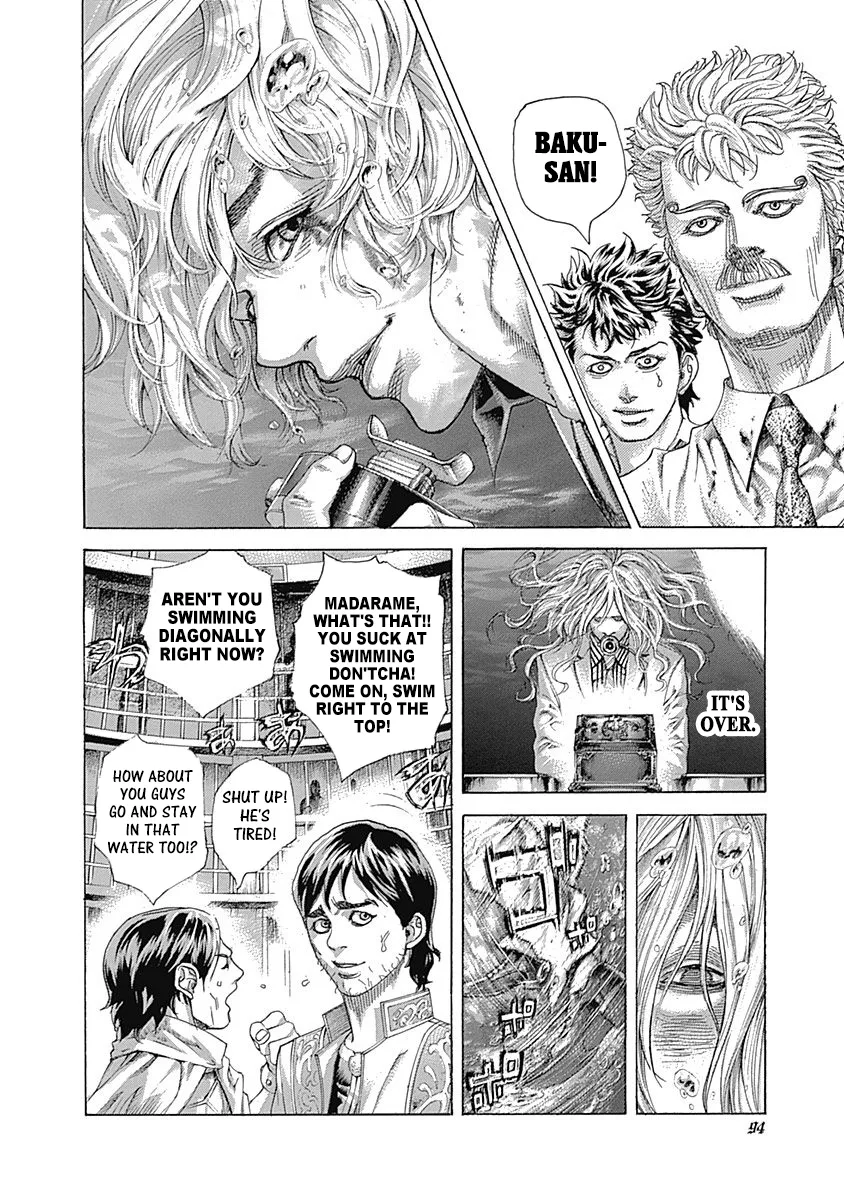 BAKU-
SAN!
IT'S
OVER.
MADARAME,
WHAT'S THAT!!
YOU SUCK AT
SWIMMING
DON'TCHA!
COME ON, SWIM
RIGHT TO THE
TOP!
AREN'T YOU
SWIMMING
DIAGONALLY
RIGHT NOW?
SHUT UP!
HE'S
TIRED!
HOW ABOUT
YOU GUYS
GO AND STAY
IN THAT
WATER TOO!?
94